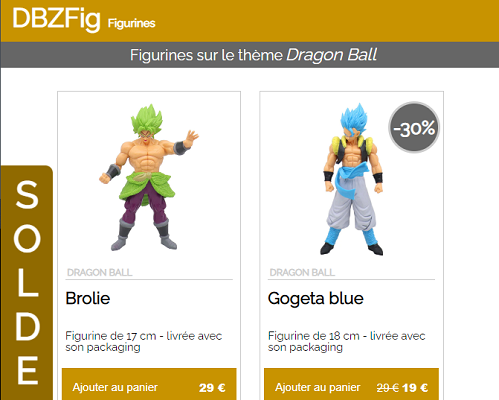 DBZFig Figurines
Figurines sur le thème Dragon Ball
SOLDE
-30%
DRAGON BALL
Brolie
Figurine de 17 cm - livrée avec
son packaging
Ajouter au panier 29 €
DRAGON BALL
Gogeta blue
Figurine de 18 cm - livrée avec
son packaging
Ajouter au panier 29 € 19 €